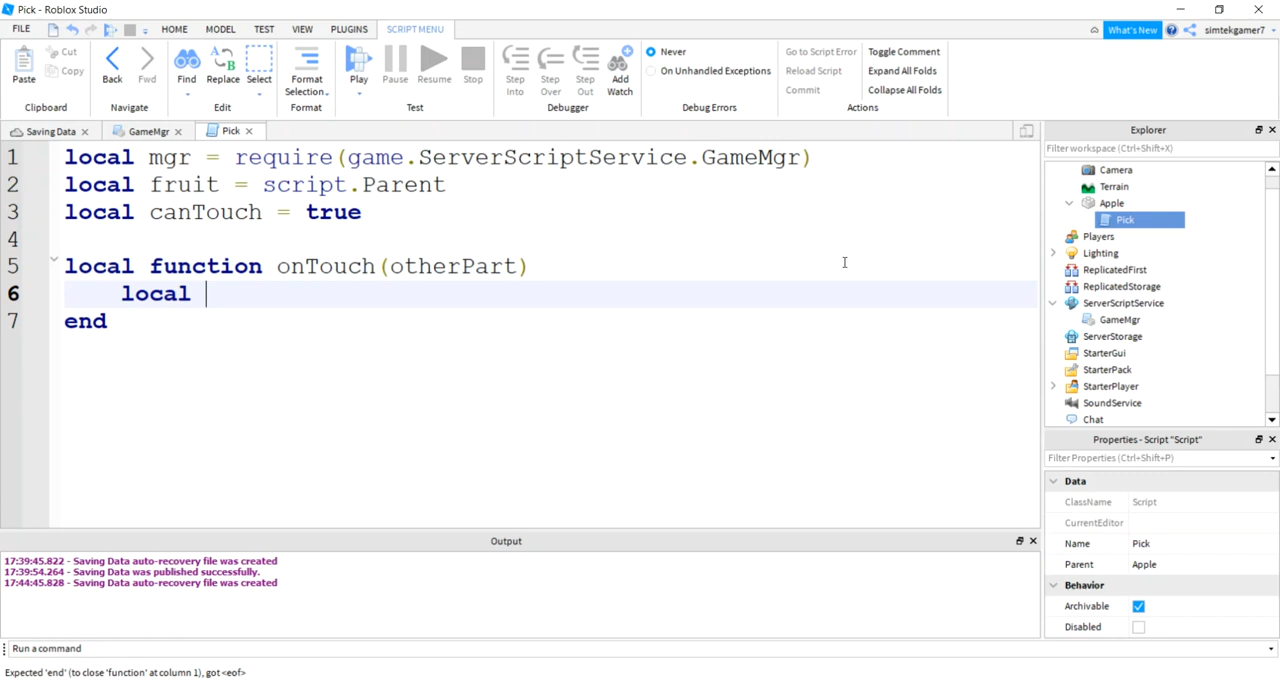 Pick - Roblox Studio
FILE HOME MODEL TEST VIEW PLUGINS SCRIPT MENU What's New simtekgamer7
Paste Cut Copy
Back Fwd
Find Replace Select
Format Selection
Play Pause Resume Stop
Step Into Step Over Step Out Add Watch
Never
On Unhandled Exceptions
Go to Script Error
Reload Script
Commit
Toggle Comment
Expand All Folds
Collapse All Folds
Clipboard Navigate Edit Format Test Debugger Debug Errors Actions
Saving Data GameMgr Pick
1 local mgr = require(game.ServerScriptService.GameMgr)
2 local fruit = script.Parent
3 local canTouch = true
4
5 local function onTouch(otherPart)
6 local
7 end
Explorer
Filter workspace (Ctrl+Shift+X)
Camera
Terrain
Apple
Pick
Players
Lighting
ReplicatedFirst
ReplicatedStorage
ServerScriptService
GameMgr
ServerStorage
StarterGui
StarterPack
StarterPlayer
SoundService
Chat
Properties - Script "Script"
Filter Properties (Ctrl+Shift+P)
Data
ClassName Script
CurrentEditor
Name Pick
Parent Apple
Behavior
Archivable
Disabled
Output
17:39:45.822 - Saving Data auto-recovery file was created
17:39:54.264 - Saving Data was published successfully.
17:44:45.828 - Saving Data auto-recovery file was created
Run a command
Expected 'end' (to close 'function' at column 1), got <eof>